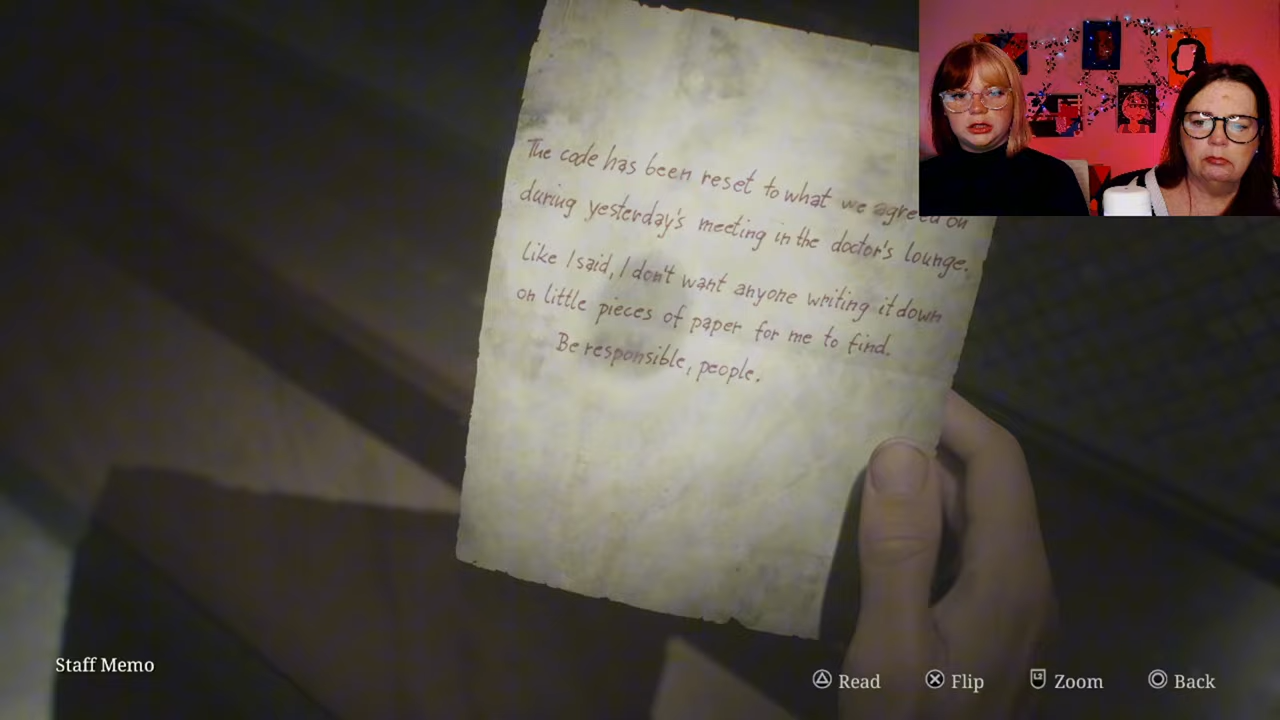 The code has been reset to what we agreed on
during yesterday's meeting in the doctor's lounge.
Like I said, I don't want anyone writing it down
on little pieces of paper for me to find.
Be responsible, people.
Staff Memo
Read
Flip
Zoom
Back